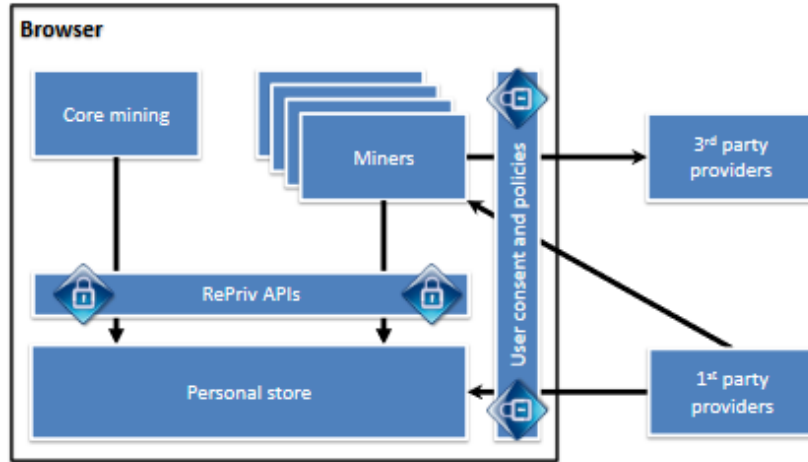 Browser
Core mining
Miners
User consent and policies
3rd party
providers
RePriv APIs
Personal store
1st party
providers